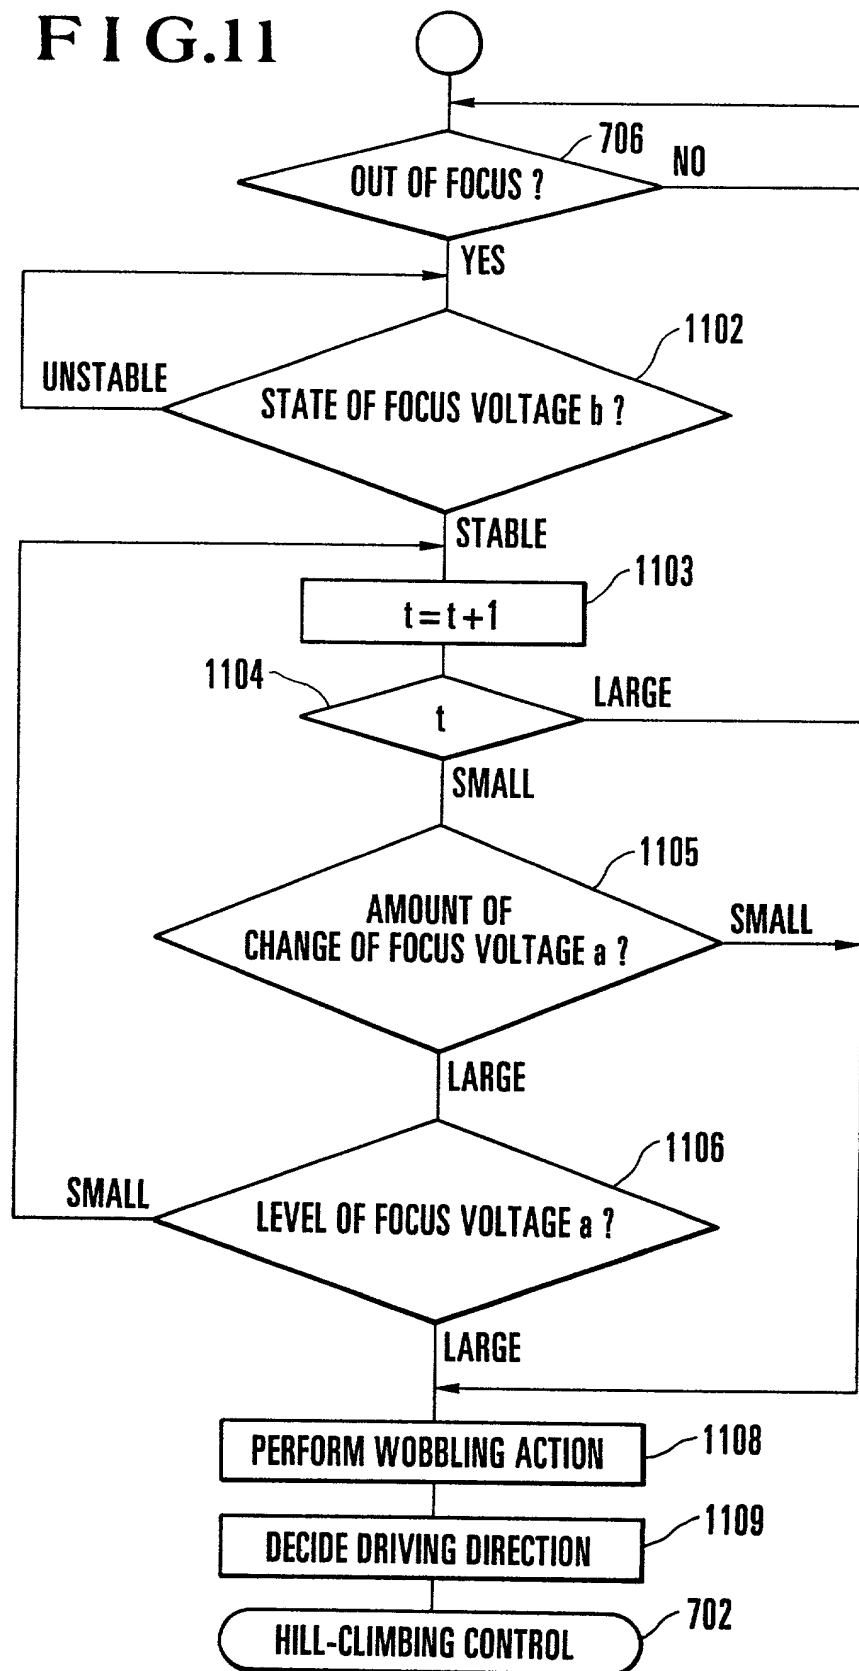 FIG.11
706
OUT OF FOCUS ?
NO
YES
1102
UNSTABLE
STATE OF FOCUS VOLTAGE b ?
STABLE
1103
t=t+1
1104
LARGE
t
SMALL
1105
AMOUNT OF
CHANGE OF FOCUS VOLTAGE a ?
SMALL
LARGE
1106
SMALL
LEVEL OF FOCUS VOLTAGE a ?
LARGE
PERFORM WOBBLING ACTION
1108
1109
DECIDE DRIVING DIRECTION
702
HILL-CLIMBING CONTROL